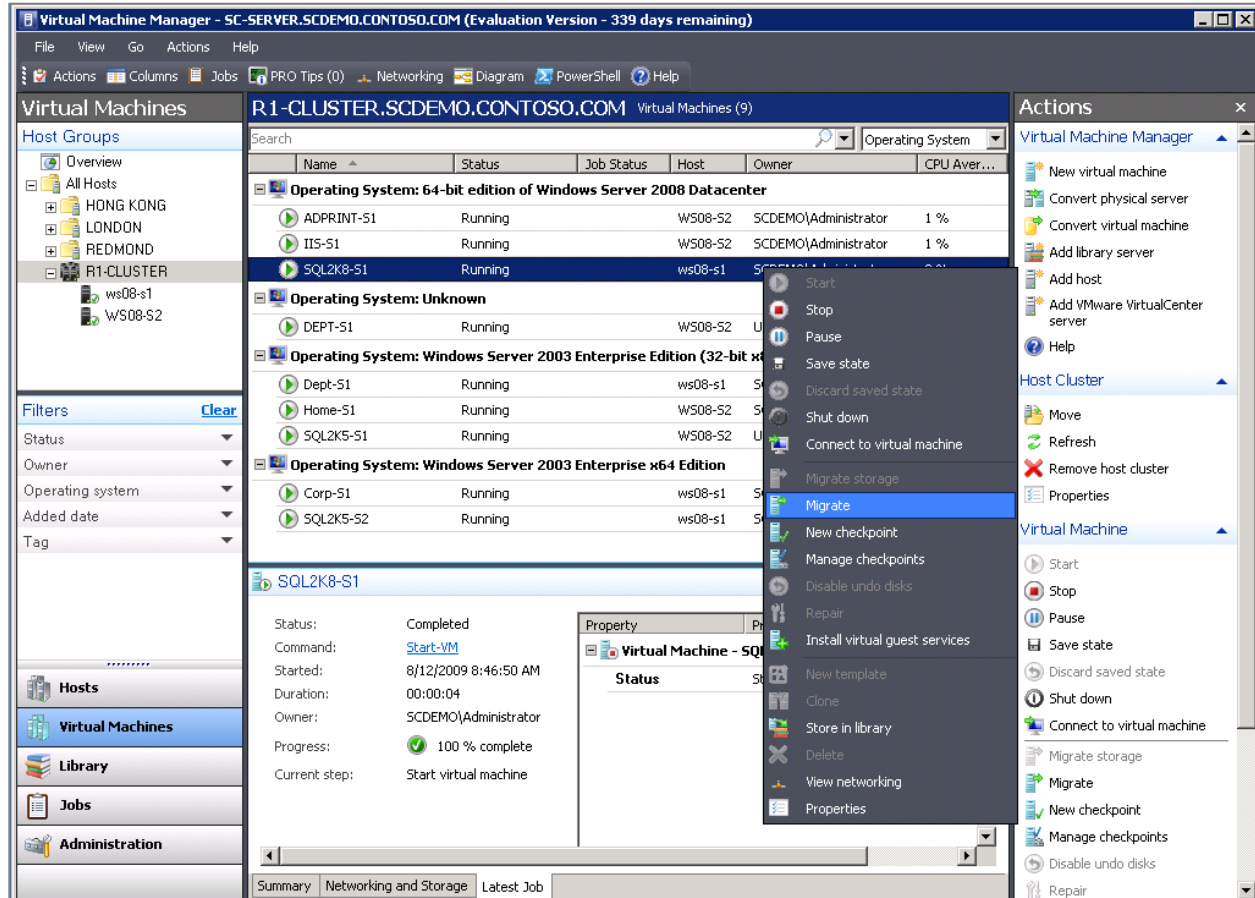 Virtual Machine Manager - SC-SERVER.SCDEMO.CONTOSO.COM (Evaluation Version - 339 days remaining)
File View Go Actions Help
Actions Columns Jobs PRO Tips (0) Networking Diagram PowerShell Help
Virtual Machines
Host Groups
Overview
All Hosts
HONG KONG
LONDON
REDMOND
R1-CLUSTER
ws08-s1
WS08-S2
Filters Clear
Status
Owner
Operating system
Added date
Tag
Hosts
Virtual Machines
Library
Jobs
Administration
R1-CLUSTER.SCDEMO.CONTOSO.COM Virtual Machines (9)
Search Operating System
Name Status Job Status Host Owner CPU Aver...
Operating System: 64-bit edition of Windows Server 2008 Datacenter
ADPRINT-S1 Running WS08-S2 SCDEMO\Administrator 1 %
IIS-S1 Running WS08-S2 SCDEMO\Administrator 1 %
SQL2K8-S1 Running ws08-s1
Operating System: Unknown
DEPT-S1 Running WS08-S2 U
Operating System: Windows Server 2003 Enterprise Edition (32-bit x8
Dept-S1 Running ws08-s1 S
Home-S1 Running WS08-S2 S
SQL2K5-S1 Running WS08-S2 U
Operating System: Windows Server 2003 Enterprise x64 Edition
Corp-S1 Running ws08-s1 S
SQL2K5-S2 Running ws08-s1 S
SQL2K8-S1
Status: Completed
Command: Start-VM
Started: 8/12/2009 8:46:50 AM
Duration: 00:00:04
Owner: SCDEMO\Administrator
Progress: 100 % complete
Current step: Start virtual machine
Property Pr
Virtual Machine - SQL
Status St
Summary Networking and Storage Latest Job
Start
Stop
Pause
Save state
Discard saved state
Shut down
Connect to virtual machine
Migrate storage
Migrate
New checkpoint
Manage checkpoints
Disable undo disks
Repair
Install virtual guest services
New template
Clone
Store in library
Delete
View networking
Properties
Actions
Virtual Machine Manager
New virtual machine
Convert physical server
Convert virtual machine
Add library server
Add host
Add VMware VirtualCenter
server
Help
Host Cluster
Move
Refresh
Remove host cluster
Properties
Virtual Machine
Start
Stop
Pause
Save state
Discard saved state
Shut down
Connect to virtual machine
Migrate storage
Migrate
New checkpoint
Manage checkpoints
Disable undo disks
Repair